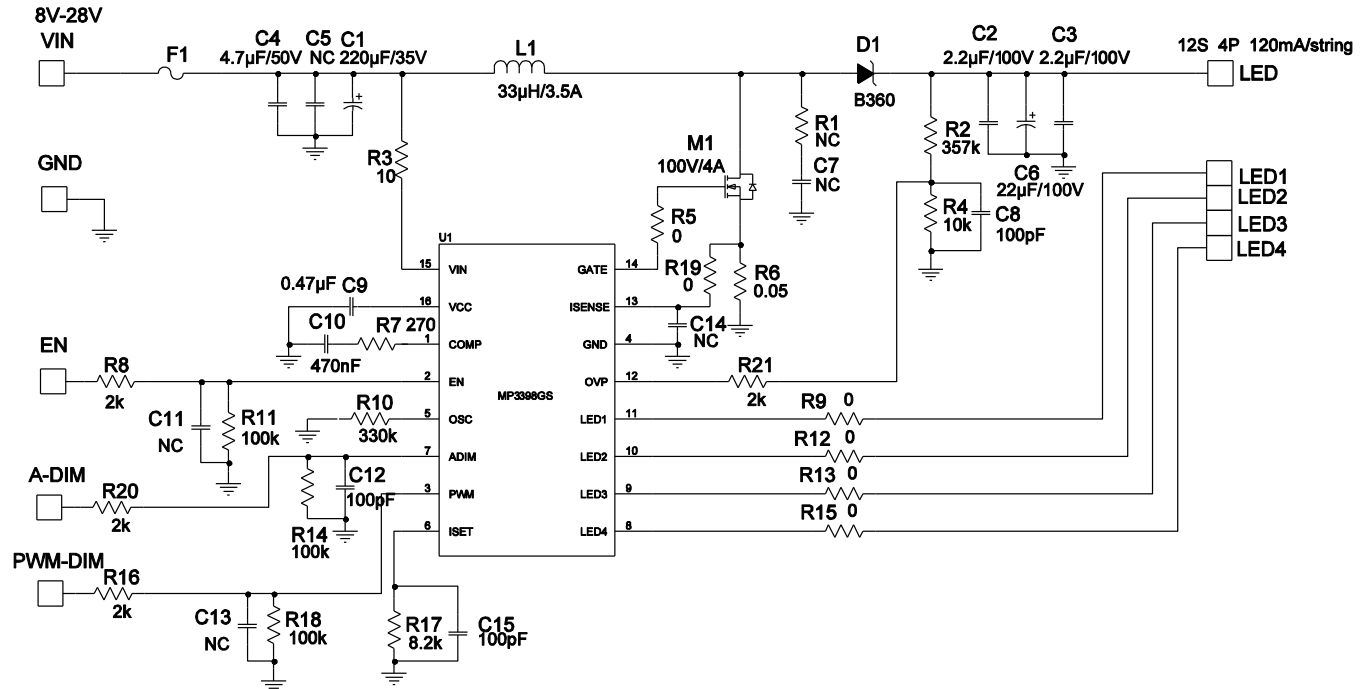 8V-28V
VIN
F1
C4
4.7µF/50V
C5
NC
C1
220µF/35V
L1
33µH/3.5A
D1
B360
C2
2.2µF/100V
C3
2.2µF/100V
12S 4P 120mA/string
LED
R1
NC
C7
NC
R2
357k
C6
22µF/100V
M1
100V/4A
R3
10
GND
R4
10k
C8
100pF
LED1
LED2
LED3
LED4
R5
0
R19
0
R6
0.05
U1
15 VIN
16 VCC
1 COMP
2 EN
5 OSC
7 ADIM
3 PWM
6 ISET
MP3398GS
GATE 14
ISENSE 13
GND 4
OVP 12
LED1 11
LED2 10
LED3 9
LED4 8
0.47µF C9
C10
470nF
R7 270
C14
NC
EN
R8
2k
C11
NC
R11
100k
R10
330k
R21
2k
R9 0
R12 0
R13 0
R15 0
A-DIM
R20
2k
R14
100k
C12
100pF
PWM-DIM
R16
2k
C13
NC
R18
100k
R17
8.2k
C15
100pF